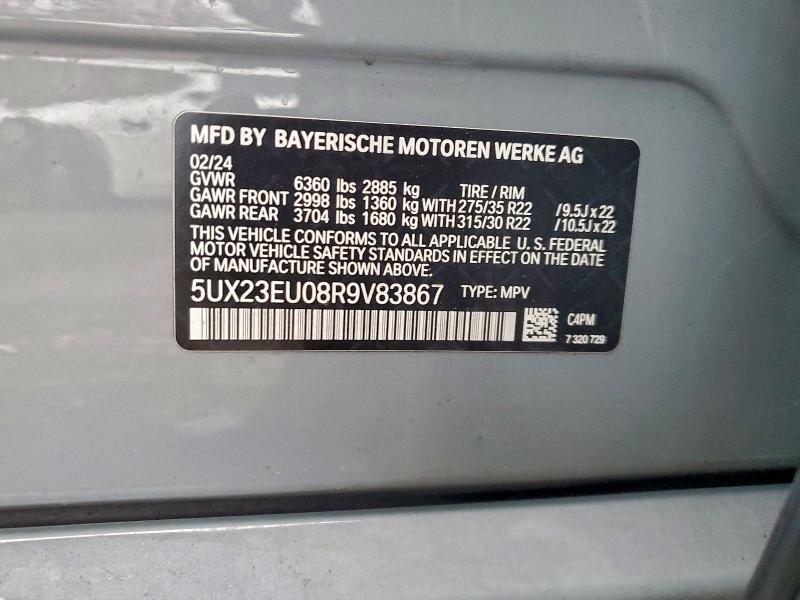 MFD BY BAYERISCHE MOTOREN WERKE AG
02/24
GVWR 6360 lbs 2885 kg TIRE / RIM
GAWR FRONT 2998 lbs 1360 kg WITH 275/35 R22 /9.5J x 22
GAWR REAR 3704 lbs 1680 kg WITH 315/30 R22 /10.5J x 22
THIS VEHICLE CONFORMS TO ALL APPLICABLE U. S. FEDERAL
MOTOR VEHICLE SAFETY STANDARDS IN EFFECT ON THE DATE
OF MANUFACTURE SHOWN ABOVE.
5UX23EU08R9V83867 TYPE: MPV
C4PM
7 320 729